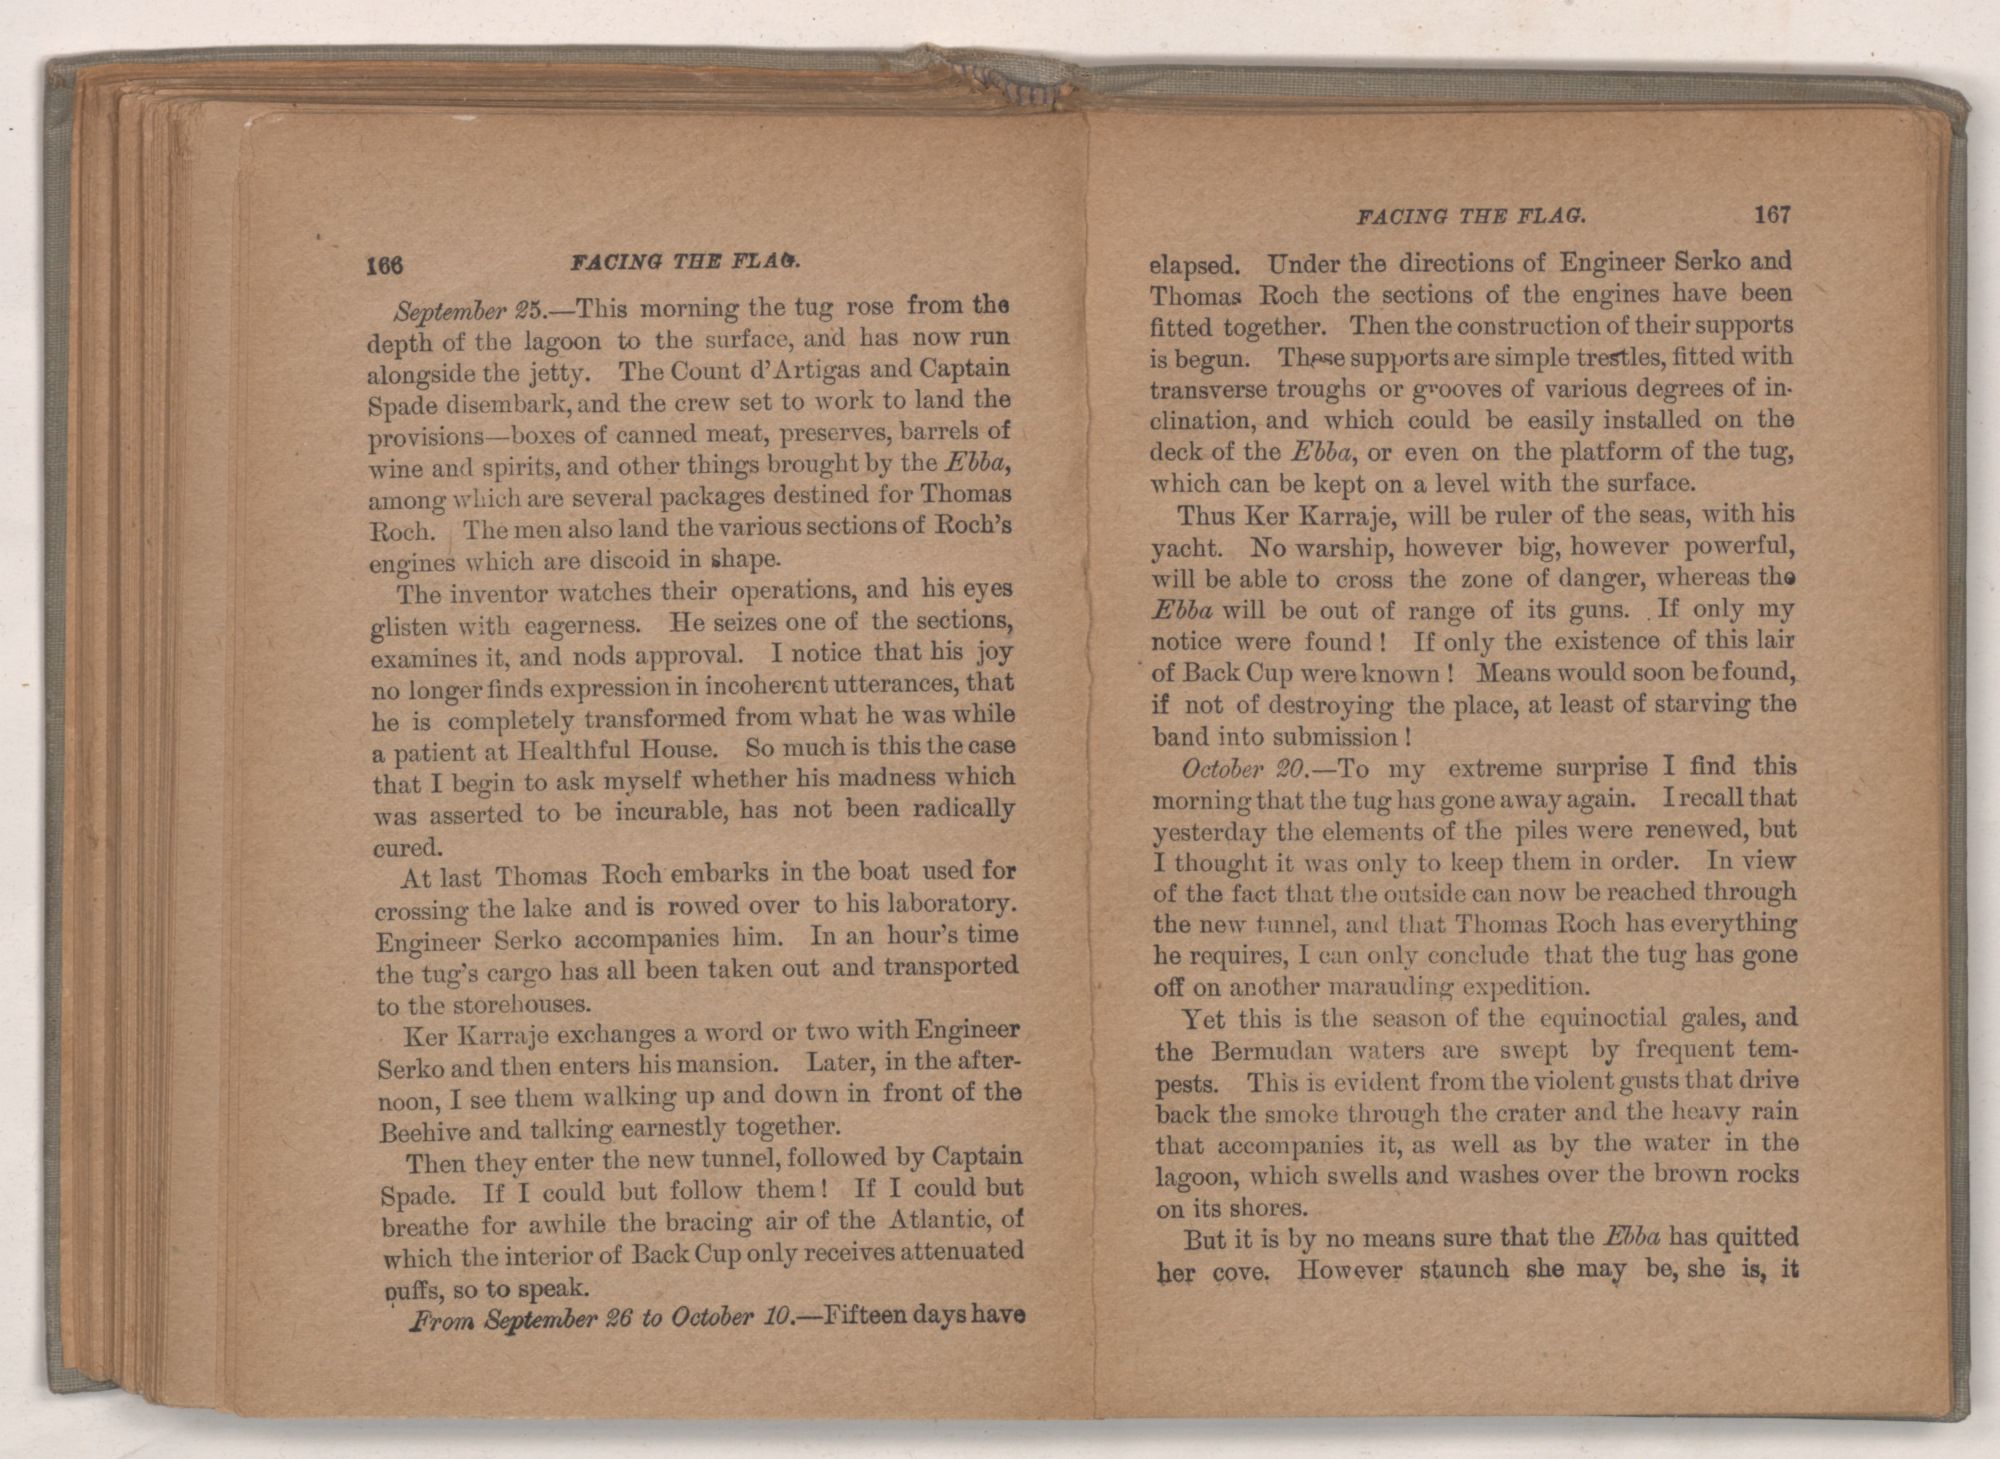 166
FACING THE FLAG.
September 25.—This morning the tug rose from the
depth of the lagoon to the surface, and has now run
alongside the jetty. The Count d'Artigas and Captain
Spade disembark, and the crew set to work to land the
provisions—boxes of canned meat, preserves, barrels of
wine and spirits, and other things brought by the Ebba,
among which are several packages destined for Thomas
Roch. The men also land the various sections of Roch's
engines which are discoid in shape.
The inventor watches their operations, and his eyes
glisten with eagerness. He seizes one of the sections,
examines it, and nods approval. I notice that his joy
no longer finds expression in incoherent utterances, that
he is completely transformed from what he was while
a patient at Healthful House. So much is this the case
that I begin to ask myself whether his madness which
was asserted to be incurable, has not been radically
cured.
At last Thomas Roch embarks in the boat used for
crossing the lake and is rowed over to his laboratory.
Engineer Serko accompanies him. In an hour's time
the tug's cargo has all been taken out and transported
to the storehouses.
Ker Karraje exchanges a word or two with Engineer
Serko and then enters his mansion. Later, in the after-
noon, I see them walking up and down in front of the
Beehive and talking earnestly together.
Then they enter the new tunnel, followed by Captain
Spade. If I could but follow them! If I could but
breathe for awhile the bracing air of the Atlantic, of
which the interior of Back Cup only receives attenuated
puffs, so to speak.
From September 26 to October 10.—Fifteen days have
FACING THE FLAG.
167
elapsed. Under the directions of Engineer Serko and
Thomas Roch the sections of the engines have been
fitted together. Then the construction of their supports
is begun. These supports are simple trestles, fitted with
transverse troughs or grooves of various degrees of in-
clination, and which could be easily installed on the
deck of the Ebba, or even on the platform of the tug,
which can be kept on a level with the surface.
Thus Ker Karraje, will be ruler of the seas, with his
yacht. No warship, however big, however powerful,
will be able to cross the zone of danger, whereas the
Ebba will be out of range of its guns. If only my
notice were found! If only the existence of this lair
of Back Cup were known! Means would soon be found,
if not of destroying the place, at least of starving the
band into submission!
October 20.—To my extreme surprise I find this
morning that the tug has gone away again. I recall that
yesterday the elements of the piles were renewed, but
I thought it was only to keep them in order. In view
of the fact that the outside can now be reached through
the new tunnel, and that Thomas Roch has everything
he requires, I can only conclude that the tug has gone
off on another marauding expedition.
Yet this is the season of the equinoctial gales, and
the Bermudan waters are swept by frequent tem-
pests. This is evident from the violent gusts that drive
back the smoke through the crater and the heavy rain
that accompanies it, as well as by the water in the
lagoon, which swells and washes over the brown rocks
on its shores.
But it is by no means sure that the Ebba has quitted
her cove. However staunch she may be, she is, it